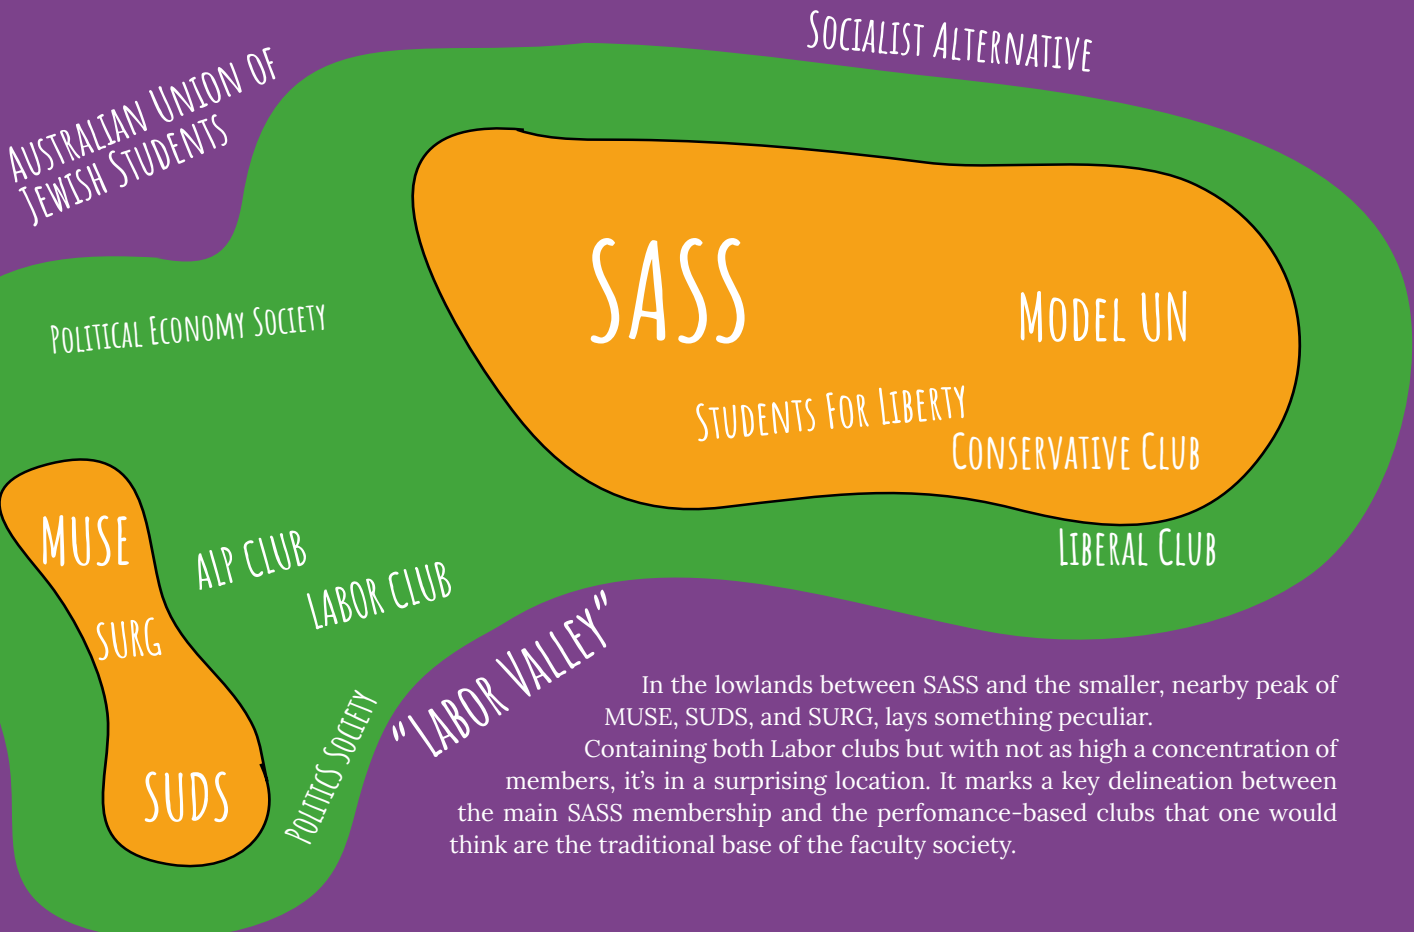 Socialist Alternative
Australian Union of
Jewish Students
SASS
Model UN
Political Economy Society
Students For Liberty
Conservative Club
MUSE
ALP Club
Liberal Club
Labor Club
SURG
"Labor Valley"
Politics Society
SUDS
In the lowlands between SASS and the smaller, nearby peak of
MUSE, SUDS, and SURG, lays something peculiar.
Containing both Labor clubs but with not as high a concentration of
members, it's in a surprising location. It marks a key delineation between
the main SASS membership and the perfomance-based clubs that one would
think are the traditional base of the faculty society.